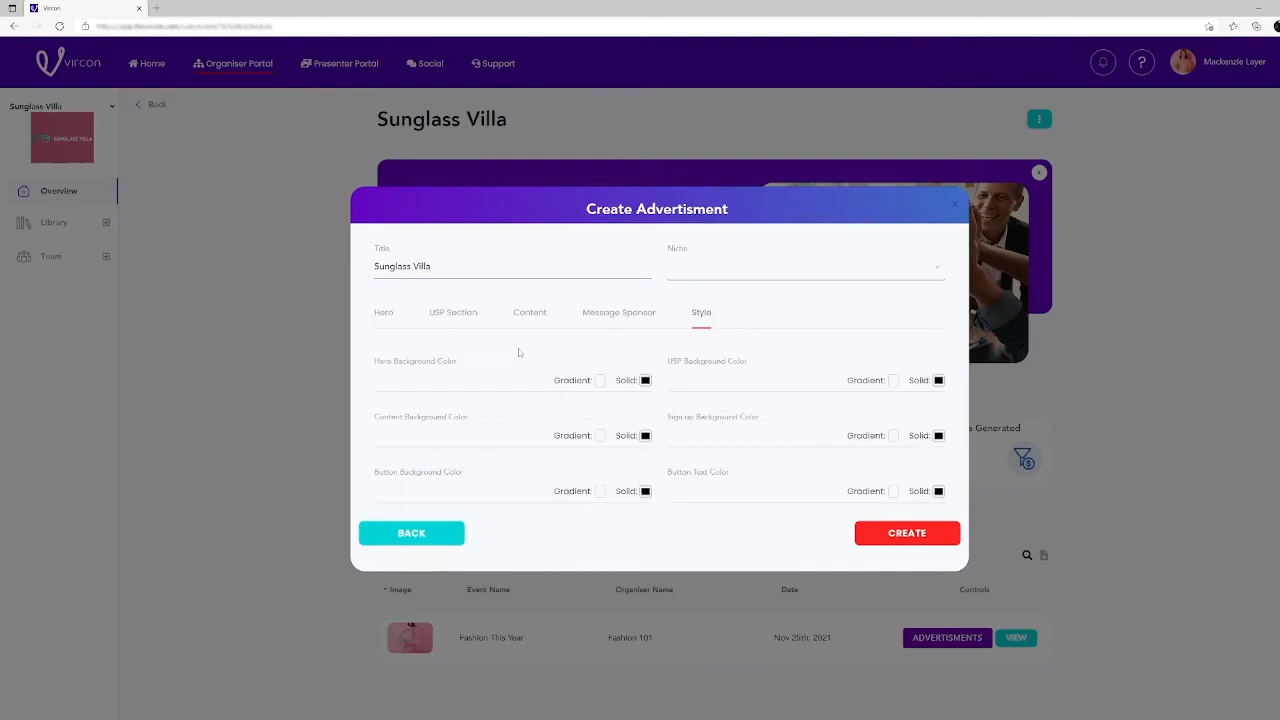 Vircon
vircon
Home
Organiser Portal
Presenter Portal
Social
Support
?
Mackenzie Layer
Sunglass Villa
SUNGLASS VILLA
Overview
Library
Team
Back
Sunglass Villa
Create Advertisment
Title
Sunglass Villa
Niche
Hero
USP Section
Content
Message Sponsor
Style
Hero Background Color
Gradient:
Solid:
USP Background Color
Gradient:
Solid:
Content Background Color
Gradient:
Solid:
Sign up Background Color
Gradient:
Solid:
Button Background Color
Gradient:
Solid:
Button Text Color
Gradient:
Solid:
BACK
CREATE
s Generated
Image
Event Name
Organiser Name
Date
Controls
Fashion This Year
Fashion 101
Nov 25th, 2021
ADVERTISMENTS
VIEW